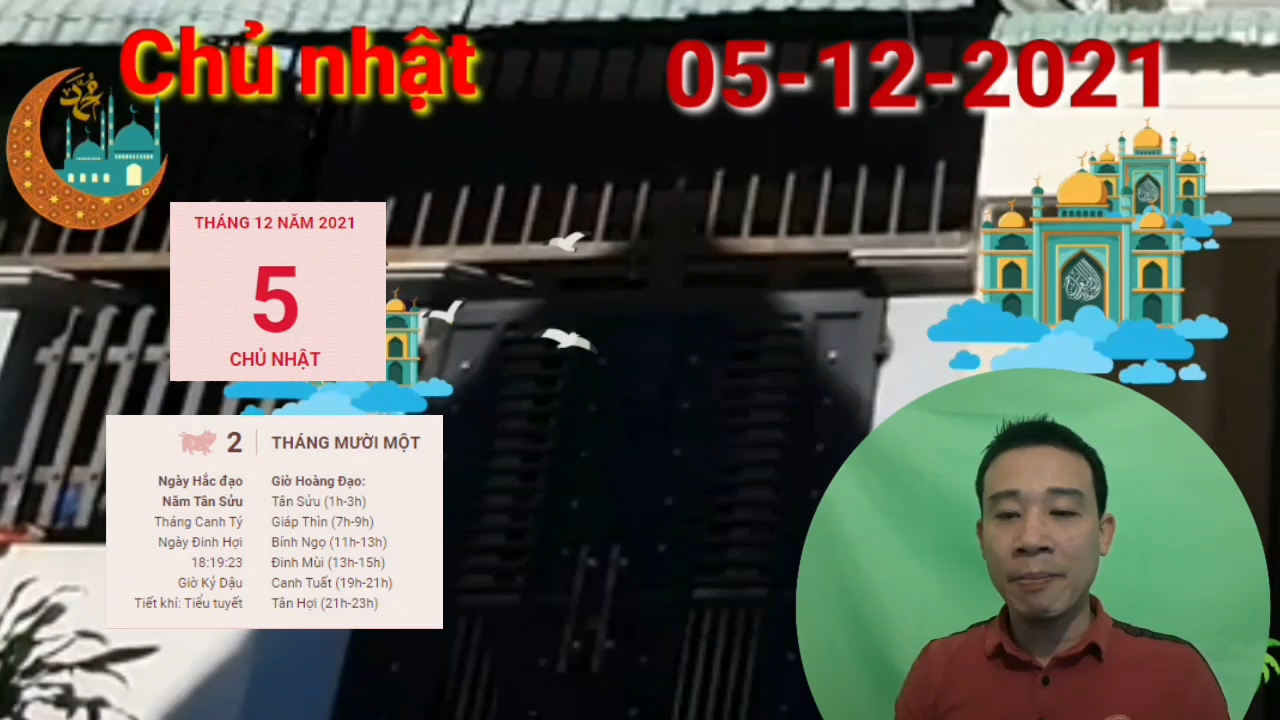 Chủ nhật
05-12-2021
THÁNG 12 NĂM 2021
5
CHỦ NHẬT
2
THÁNG MƯỜI MỘT
Ngày Hắc đạo
Năm Tân Sửu
Tháng Canh Tý
Ngày Đinh Hợi
18:19:23
Giờ Kỷ Dậu
Tiết khí: Tiểu tuyết
Giờ Hoàng Đạo:
Tân Sửu (1h-3h)
Giáp Thìn (7h-9h)
Bính Ngọ (11h-13h)
Đinh Mùi (13h-15h)
Canh Tuất (19h-21h)
Tân Hợi (21h-23h)